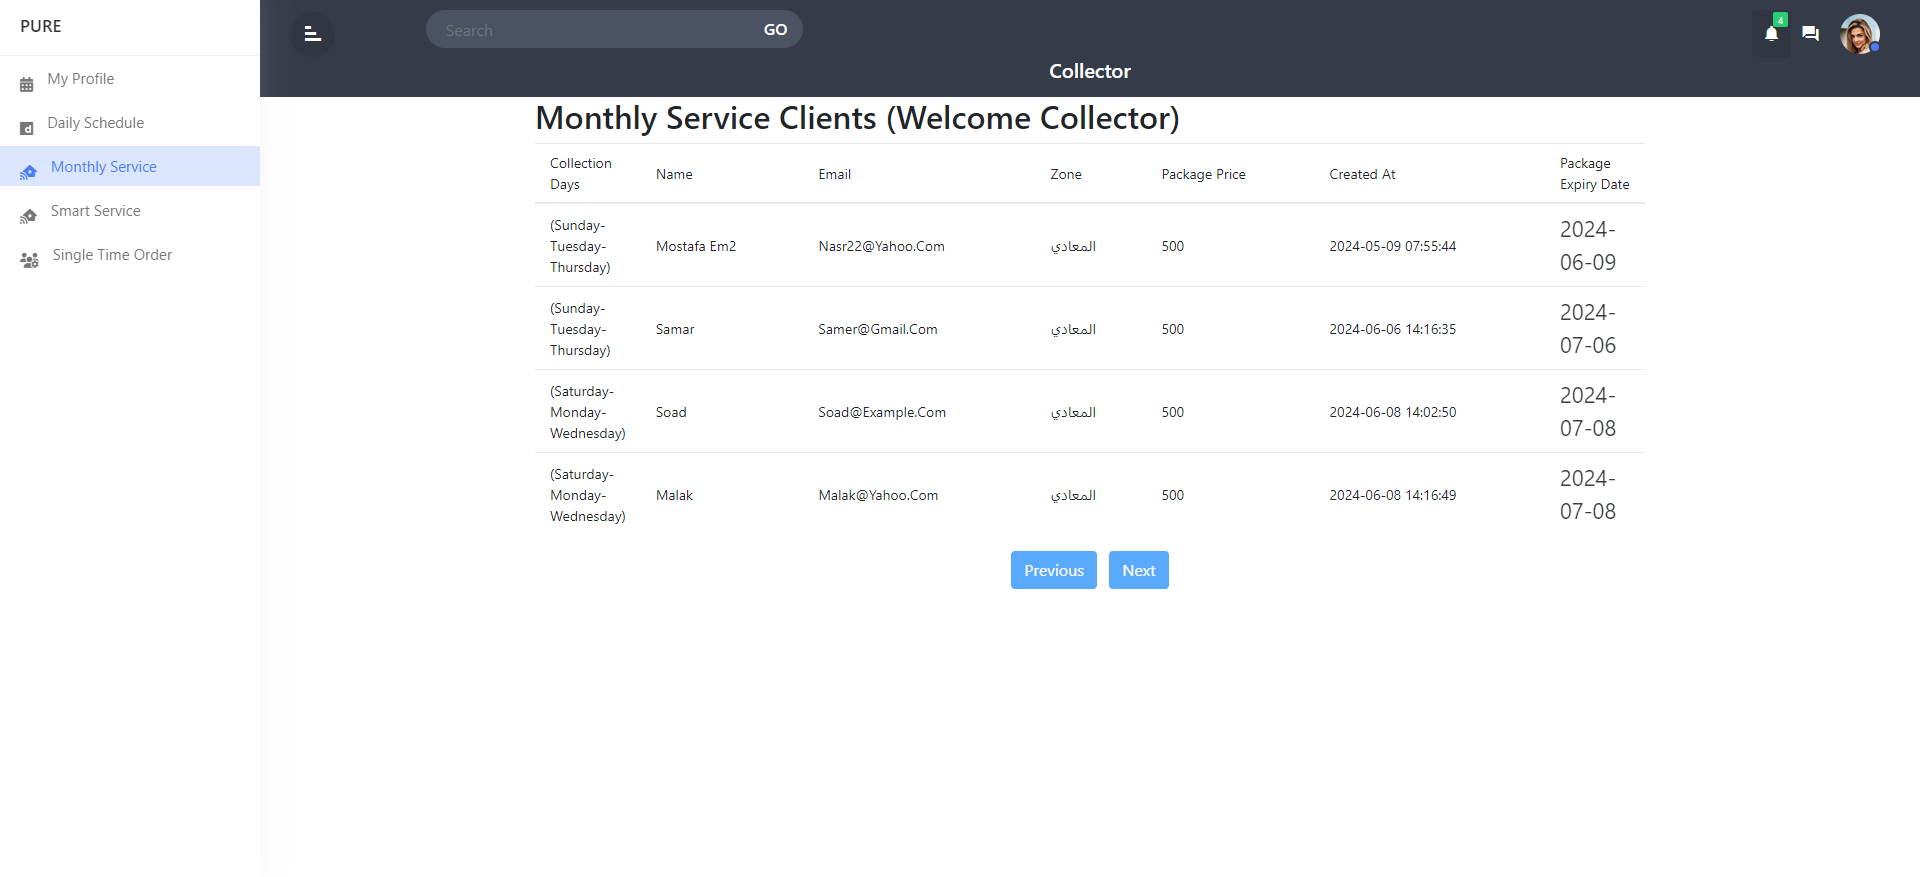 PURE
My Profile
Daily Schedule
Monthly Service
Smart Service
Single Time Order
Search GO
4
Collector
Monthly Service Clients (Welcome Collector)
Collection Days Name Email Zone Package Price Created At Package Expiry Date
(Sunday-Tuesday-Thursday) Mostafa Em2 Nasr22@Yahoo.Com المعادي 500 2024-05-09 07:55:44 2024-06-09
(Sunday-Tuesday-Thursday) Samar Samer@Gmail.Com المعادي 500 2024-06-06 14:16:35 2024-07-06
(Saturday-Monday-Wednesday) Soad Soad@Example.Com المعادي 500 2024-06-08 14:02:50 2024-07-08
(Saturday-Monday-Wednesday) Malak Malak@Yahoo.Com المعادي 500 2024-06-08 14:16:49 2024-07-08
Previous Next